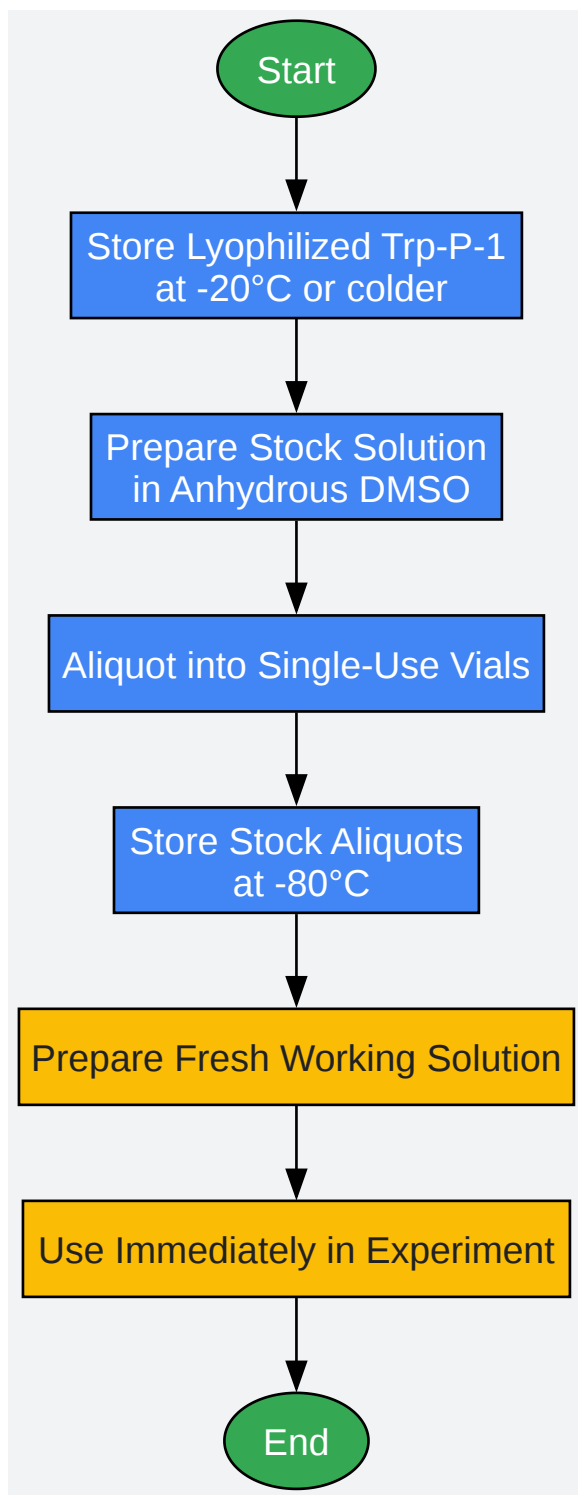 Start
Store Lyophilized Trp-P-1
at -20°C or colder
Prepare Stock Solution
in Anhydrous DMSO
Aliquot into Single-Use Vials
Store Stock Aliquots
at -80°C
Prepare Fresh Working Solution
Use Immediately in Experiment
End